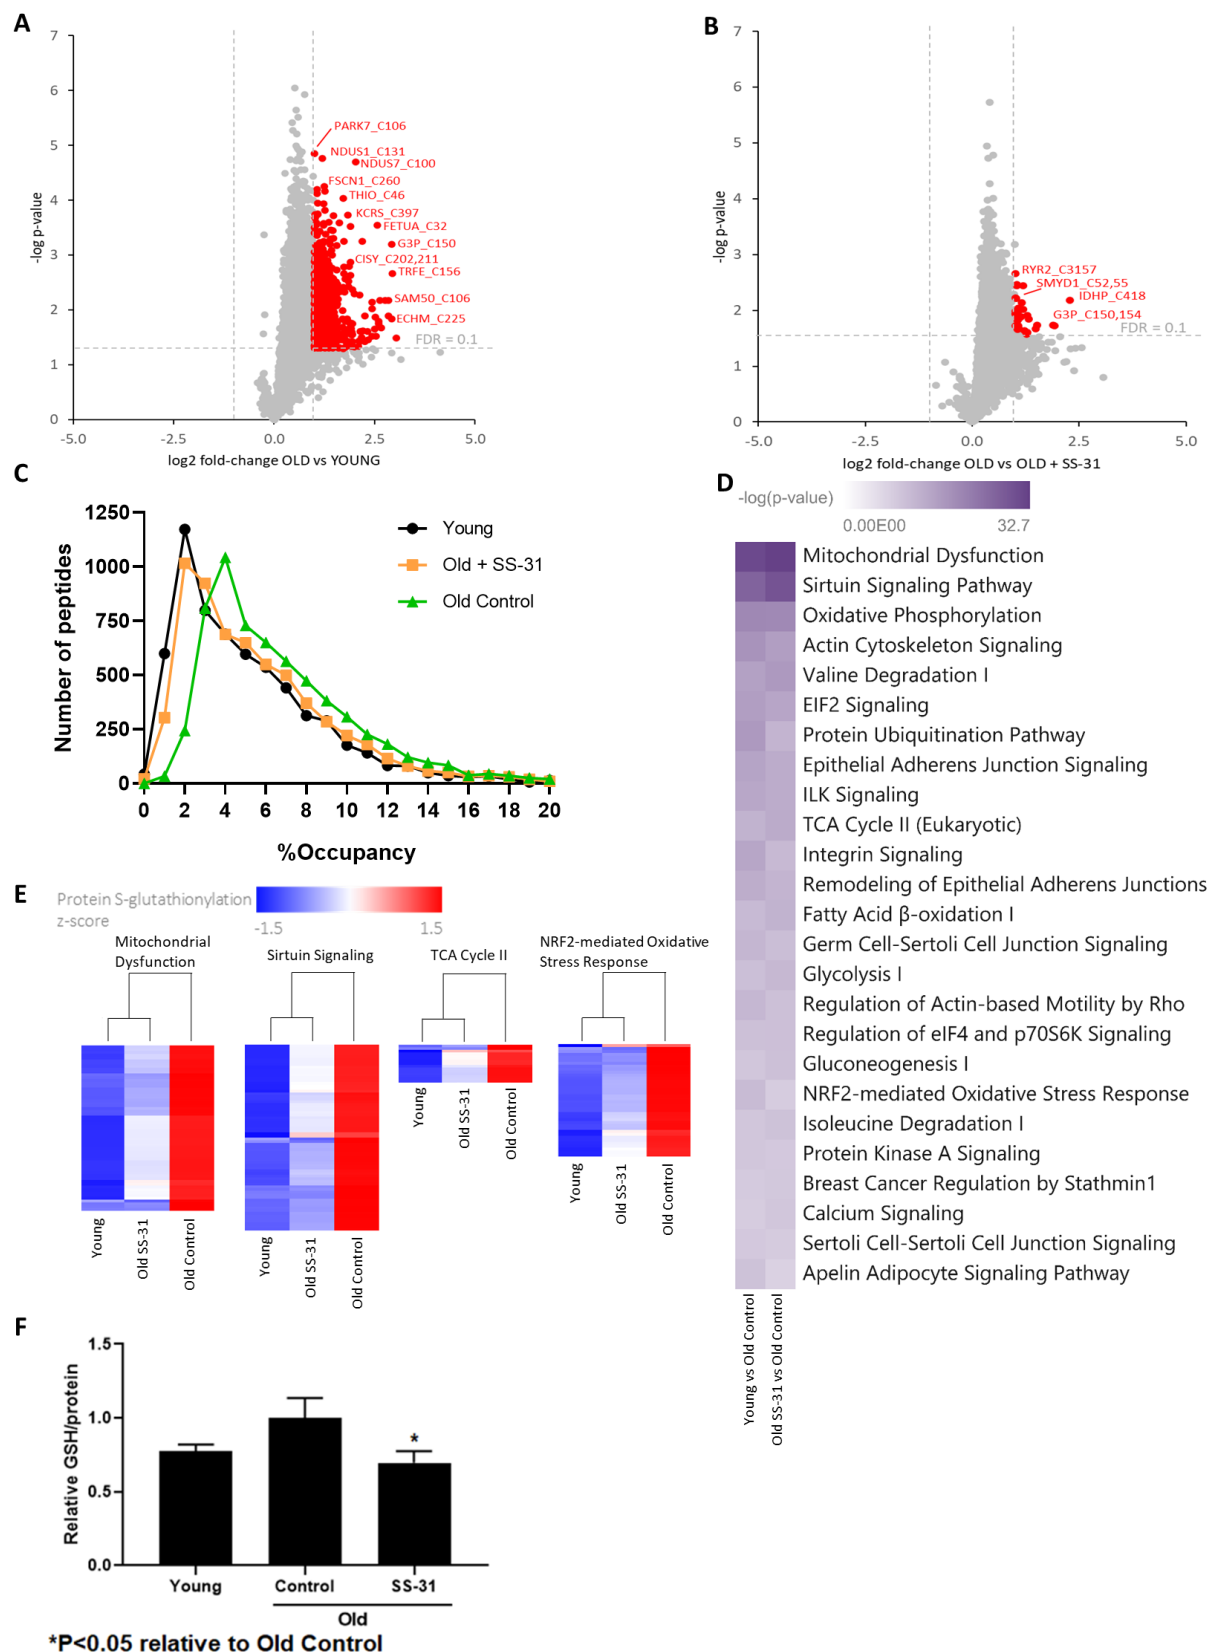 A
7
6
5
4
3
2
1
0
-log p-value
PARK7_C106
NDUS1_C131
NDUS7_C100
FSCN1_C260
THIO_C46
KCRS_C397
FETUA_C32
G3P_C150
CISY_C202,211
TRFE_C156
SAM50_C106
ECHM_C225
FDR = 0.1
-5.0
-2.5
0.0
2.5
5.0
log2 fold-change OLD vs YOUNG
B
7
6
5
4
3
2
1
0
-log p-value
RYR2_C3157
SMYD1_C52,55
IDHP_C418
G3P_C150,154
FDR = 0.1
-5.0
-2.5
0.0
2.5
5.0
log2 fold-change OLD vs OLD + SS-31
C
1250
1000
750
500
250
0
Number of peptides
Young
Old + SS-31
Old Control
0 2 4 6 8 10 12 14 16 18 20
%Occupancy
D
-log(p-value)
0.00E00
32.7
Mitochondrial Dysfunction
Sirtuin Signaling Pathway
Oxidative Phosphorylation
Actin Cytoskeleton Signaling
Valine Degradation I
EIF2 Signaling
Protein Ubiquitination Pathway
Epithelial Adherens Junction Signaling
ILK Signaling
TCA Cycle II (Eukaryotic)
Integrin Signaling
Remodeling of Epithelial Adherens Junctions
Fatty Acid β-oxidation I
Germ Cell-Sertoli Cell Junction Signaling
Glycolysis I
Regulation of Actin-based Motility by Rho
Regulation of eIF4 and p70S6K Signaling
Gluconeogenesis I
NRF2-mediated Oxidative Stress Response
Isoleucine Degradation I
Protein Kinase A Signaling
Breast Cancer Regulation by Stathmin1
Calcium Signaling
Sertoli Cell-Sertoli Cell Junction Signaling
Apelin Adipocyte Signaling Pathway
Young vs Old Control
Old SS-31 vs Old Control
E
Protein S-glutathionylation
z-score
-1.5
1.5
Mitochondrial
Dysfunction
Young
Old SS-31
Old Control
Sirtuin Signaling
Young
Old SS-31
Old Control
TCA Cycle II
Young
Old SS-31
Old Control
NRF2-mediated Oxidative
Stress Response
Young
Old SS-31
Old Control
F
1.5
1.0
0.5
0.0
Relative GSH/protein
*
Young
Control
SS-31
Old
*P<0.05 relative to Old Control